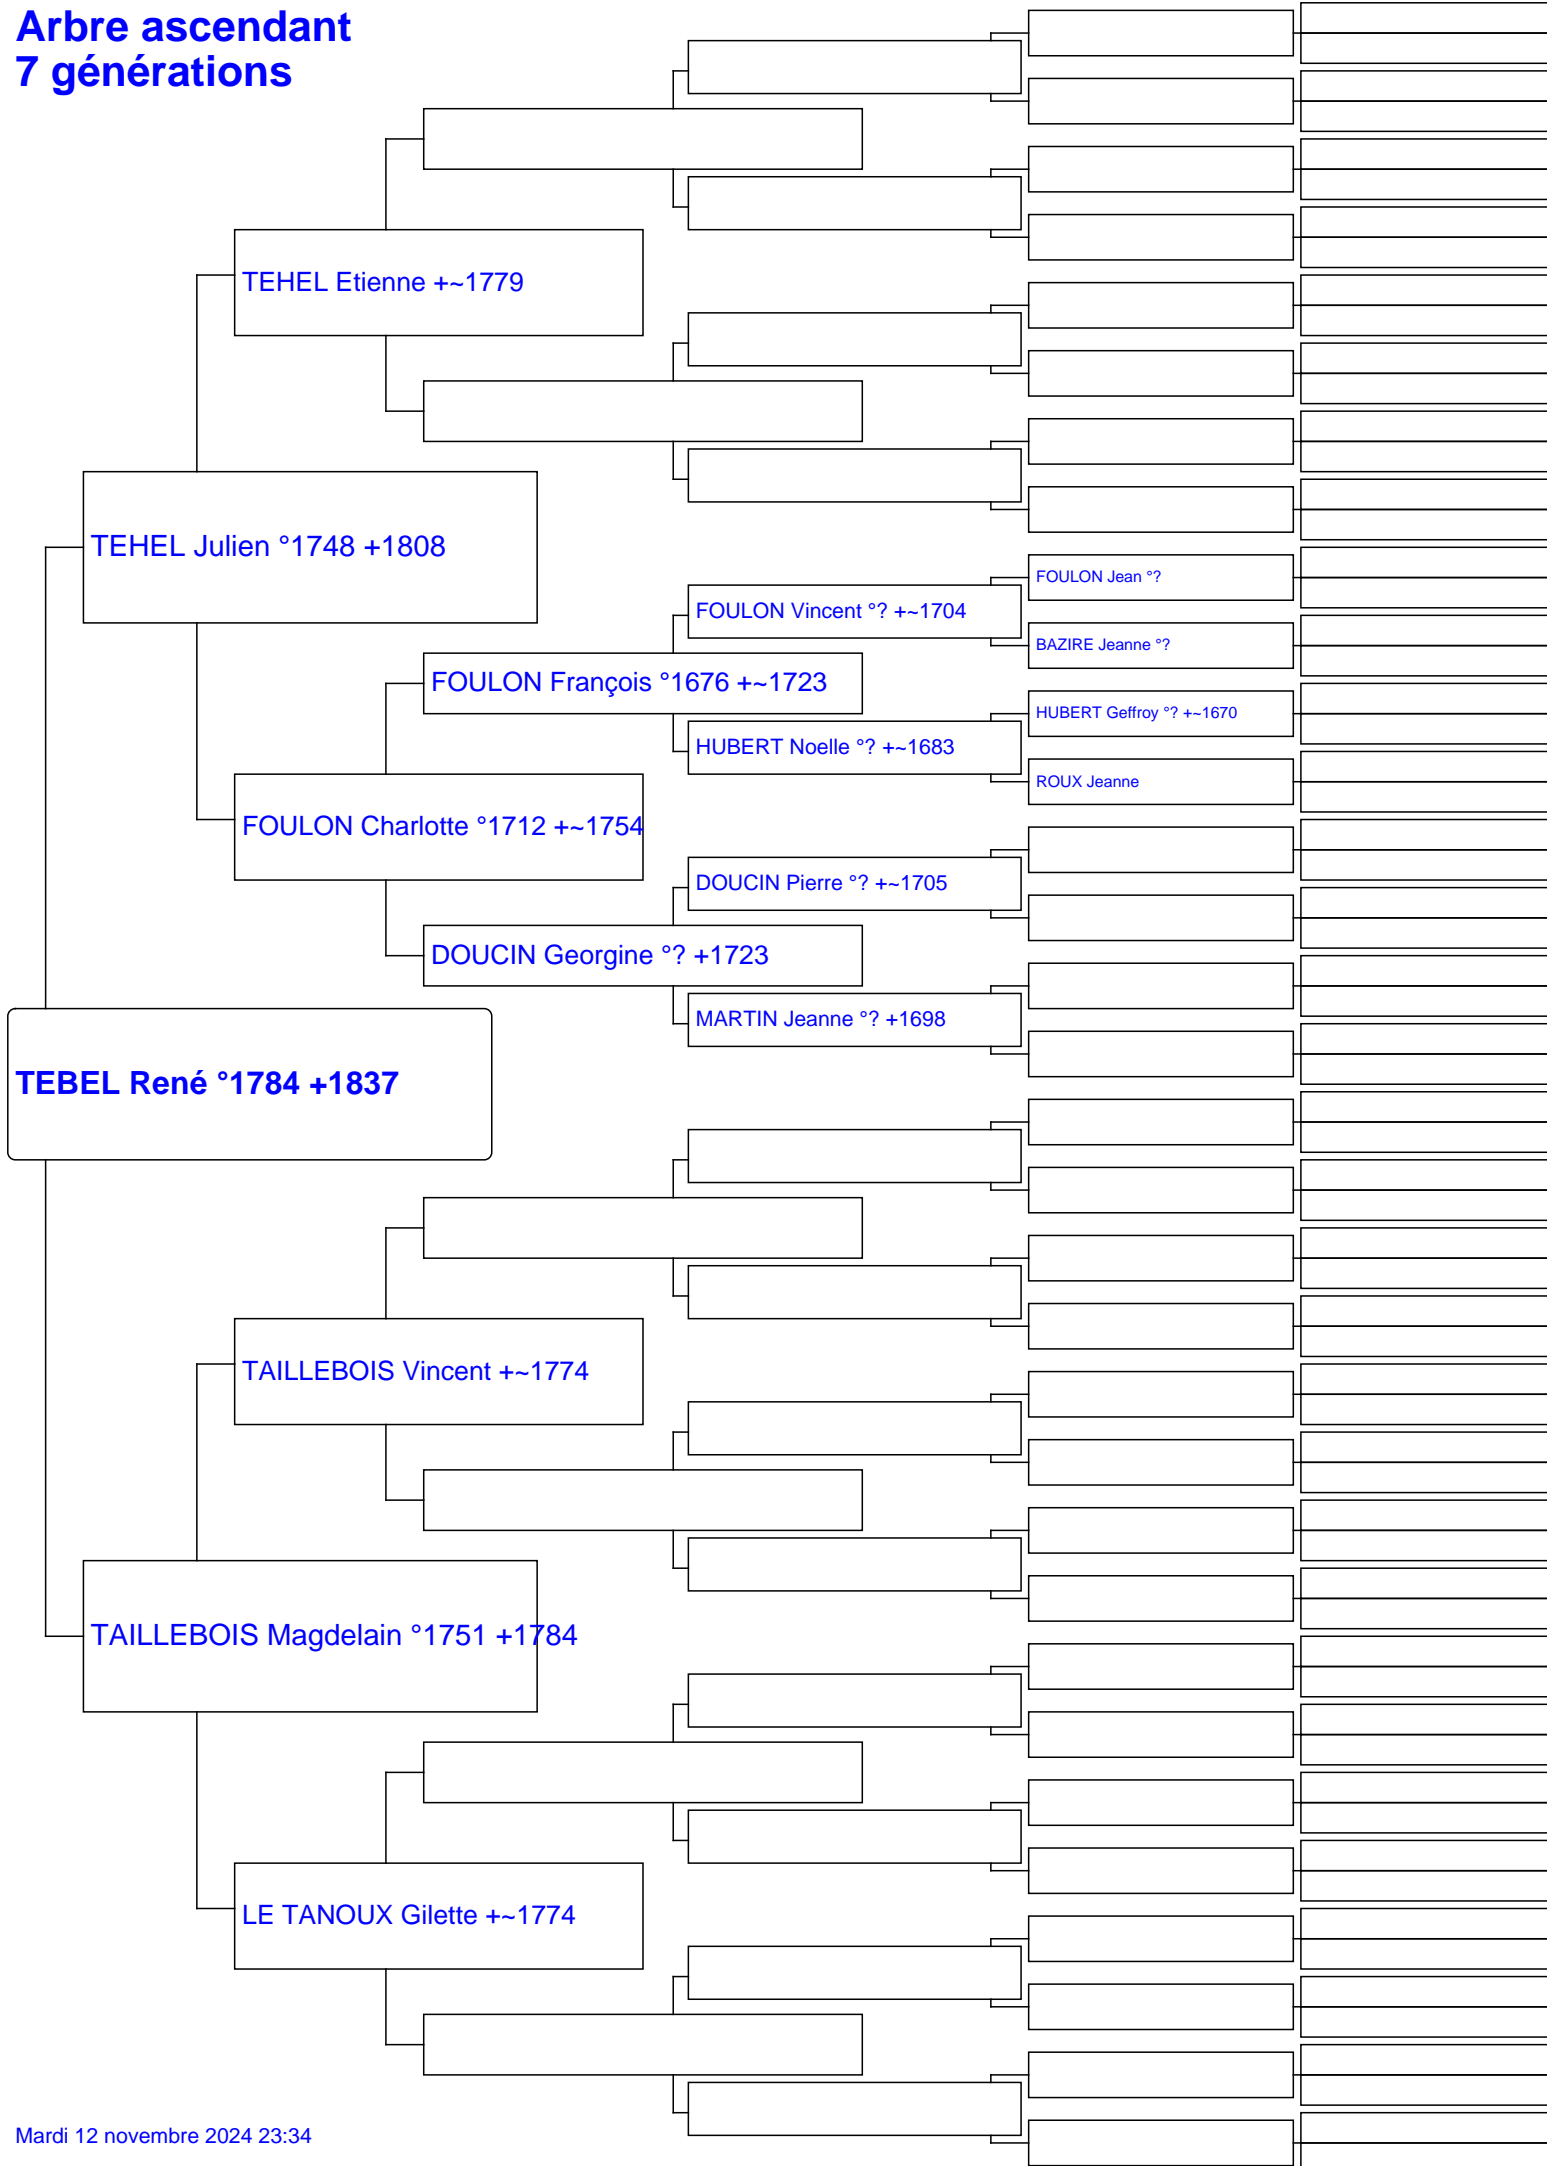 Arbre ascendant
7 générations
TEHEL Etienne +~1779
TEHEL Julien °1748 +1808
FOULON Jean °?
FOULON Vincent °? +~1704
BAZIRE Jeanne °?
FOULON François °1676 +~1723
HUBERT Geffroy °? +~1670
HUBERT Noelle °? +~1683
ROUX Jeanne
FOULON Charlotte °1712 +~1754
DOUCIN Pierre °? +~1705
DOUCIN Georgine °? +1723
MARTIN Jeanne °? +1698
TEBEL René °1784 +1837
TAILLEBOIS Vincent +~1774
TAILLEBOIS Magdelain °1751 +1784
LE TANOUX Gilette +~1774
Mardi 12 novembre 2024 23:34